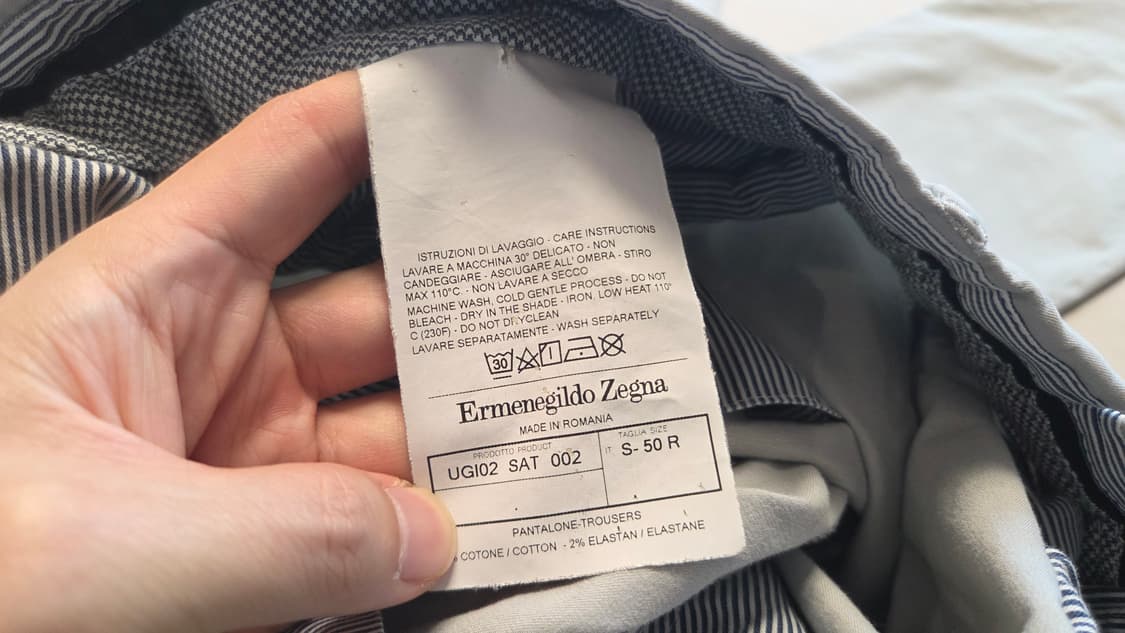 ISTRUZIONI DI LAVAGGIO - CARE INSTRUCTIONS
LAVARE A MACCHINA 30° DELICATO - NON
CANDEGGIARE - ASCIUGARE ALL' OMBRA - STIRO
MAX 110°C. - NON LAVARE A SECCO
MACHINE WASH, COLD GENTLE PROCESS - DO NOT
BLEACH - DRY IN THE SHADE - IRON, LOW HEAT 110°
C (230F) - DO NOT DRYCLEAN
LAVARE SEPARATAMENTE - WASH SEPARATELY
30
Ermenegildo Zegna
MADE IN ROMANIA
PRODOTTO PRODUCT
UGI02 SAT 002
TAGLIA SIZE
IT S- 50 R
PANTALONE-TROUSERS
% COTONE / COTTON - 2% ELASTAN / ELASTANE